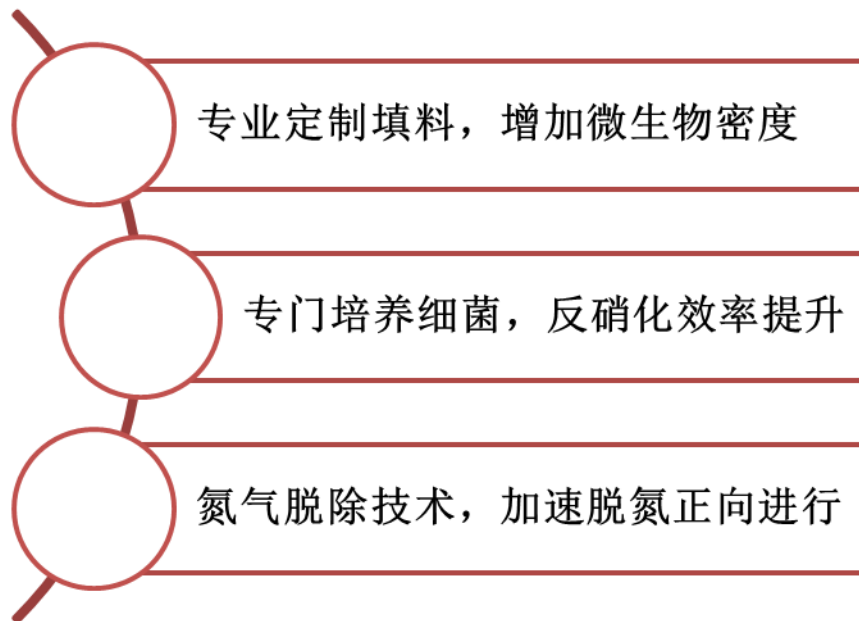 专业定制填料，增加微生物密度
专门培养细菌，反硝化效率提升
氮气脱除技术，加速脱氮正向进行